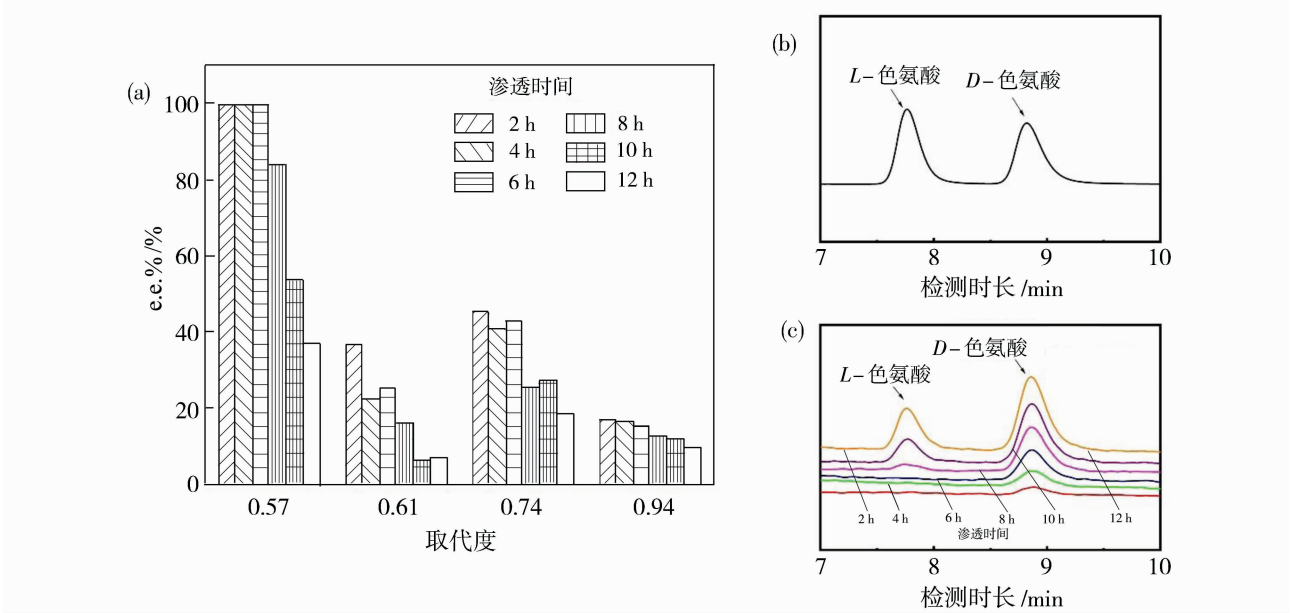 (a)
渗透时间
2 h
8 h
4 h
10 h
6 h
12 h
e.e.%/%
100
80
60
40
20
0
0.57
0.61
0.74
0.94
取代度
(b)
L-色氨酸
D-色氨酸
7
8
9
10
检测时长 /min
(c)
D-色氨酸
L-色氨酸
2 h
4 h
6 h
8 h
10 h
12 h
渗透时间
7
8
9
10
检测时长 /min